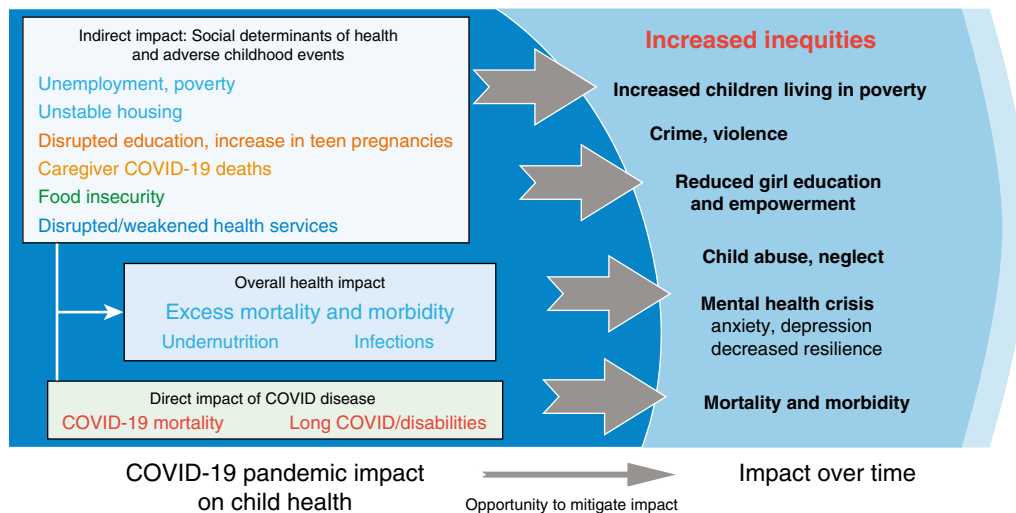 Indirect impact: Social determinants of health
and adverse childhood events
Unemployment, poverty
Unstable housing
Disrupted education, increase in teen pregnancies
Caregiver COVID-19 deaths
Food insecurity
Disrupted/weakened health services
Overall health impact
Excess mortality and morbidity
Undernutrition Infections
Direct impact of COVID disease
COVID-19 mortality Long COVID/disabilities
Increased inequities
Increased children living in poverty
Crime, violence
Reduced girl education
and empowerment
Child abuse, neglect
Mental health crisis
anxiety, depression
decreased resilience
Mortality and morbidity
COVID-19 pandemic impact
on child health
Opportunity to mitigate impact
Impact over time